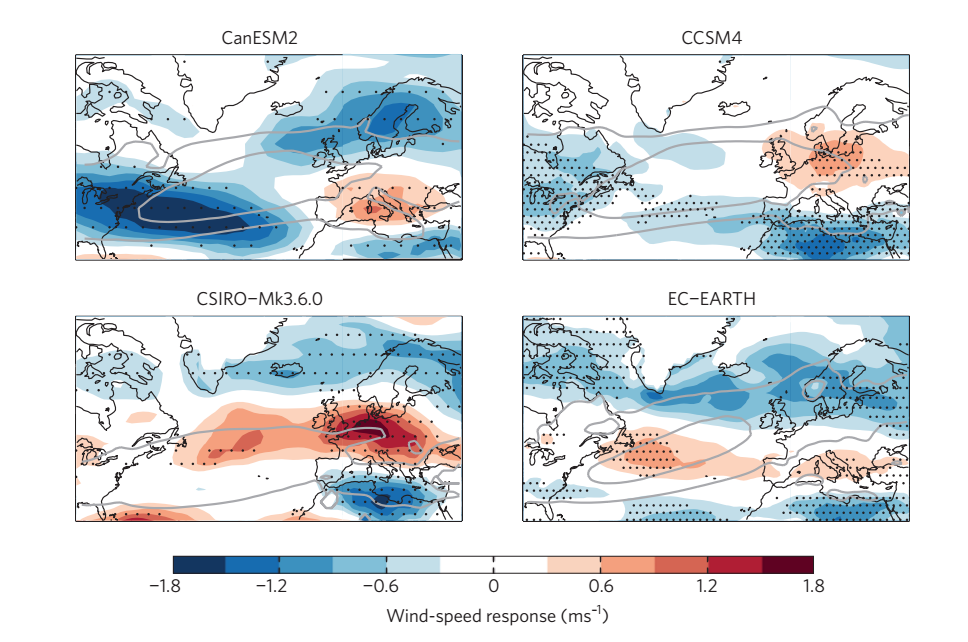 CanESM2
CCSM4
CSIRO−Mk3.6.0
EC−EARTH
−1.8 −1.2 −0.6 0 0.6 1.2 1.8
Wind-speed response (ms⁻¹)